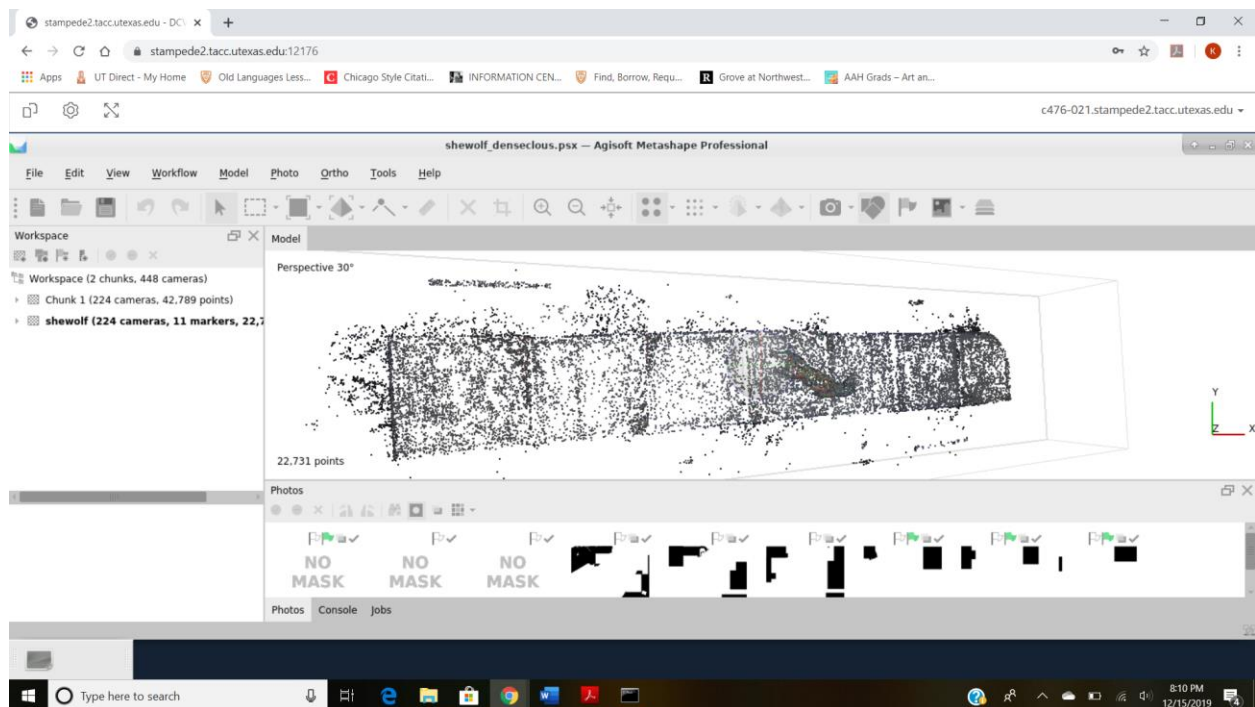 stampede2.tacc.utexas.edu - DCV
stampede2.tacc.utexas.edu:12176
K
Apps UT Direct - My Home Old Languages Less... Chicago Style Citati... INFORMATION CEN... Find, Borrow, Requ... R Grove at Northwest... AAH Grads – Art an...
c476-021.stampede2.tacc.utexas.edu
shewolf_denseclous.psx — Agisoft Metashape Professional
File Edit View Workflow Model Photo Ortho Tools Help
Workspace
Model
Workspace (2 chunks, 448 cameras)
Chunk 1 (224 cameras, 42,789 points)
shewolf (224 cameras, 11 markers, 22,7
Perspective 30°
Y
Z X
22,731 points
Photos
NO MASK
NO MASK
NO MASK
Photos Console Jobs
Type here to search
8:10 PM
12/15/2019
4